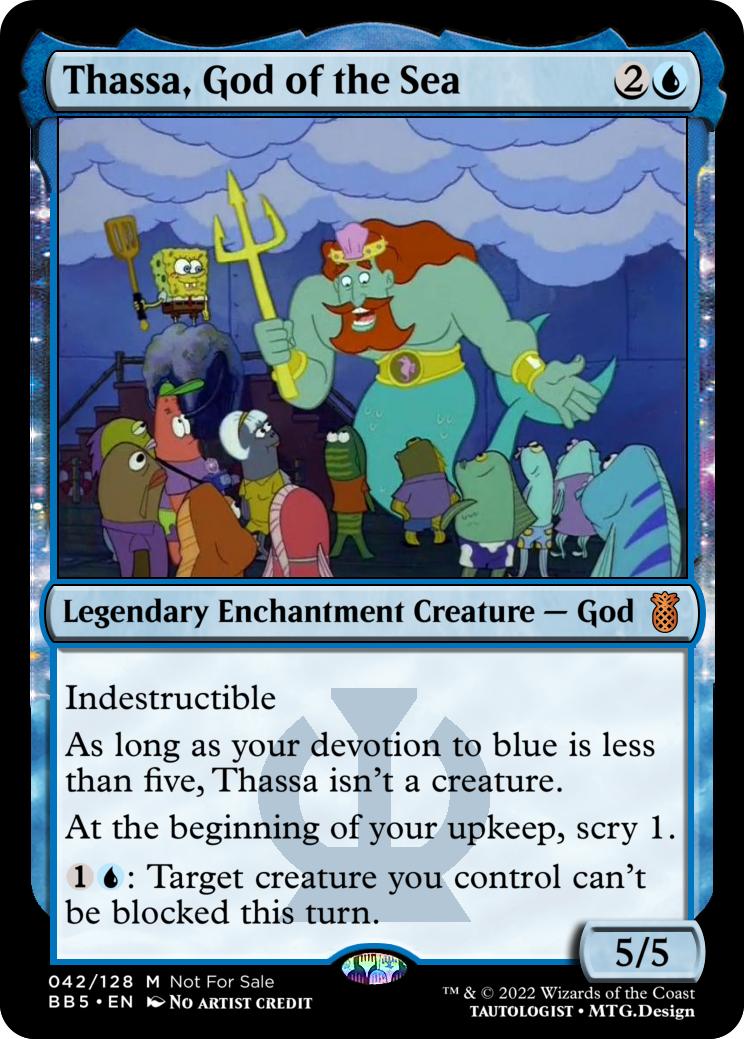 Thassa, God of the Sea 2
Legendary Enchantment Creature — God
Indestructible
As long as your devotion to blue is less
than five, Thassa isn't a creature.
At the beginning of your upkeep, scry 1.
1 : Target creature you control can't
be blocked this turn.
5/5
042/128 M Not For Sale
BB5 • EN No ARTIST CREDIT
™ & © 2022 Wizards of the Coast
TAUTOLOGIST • MTG.Design